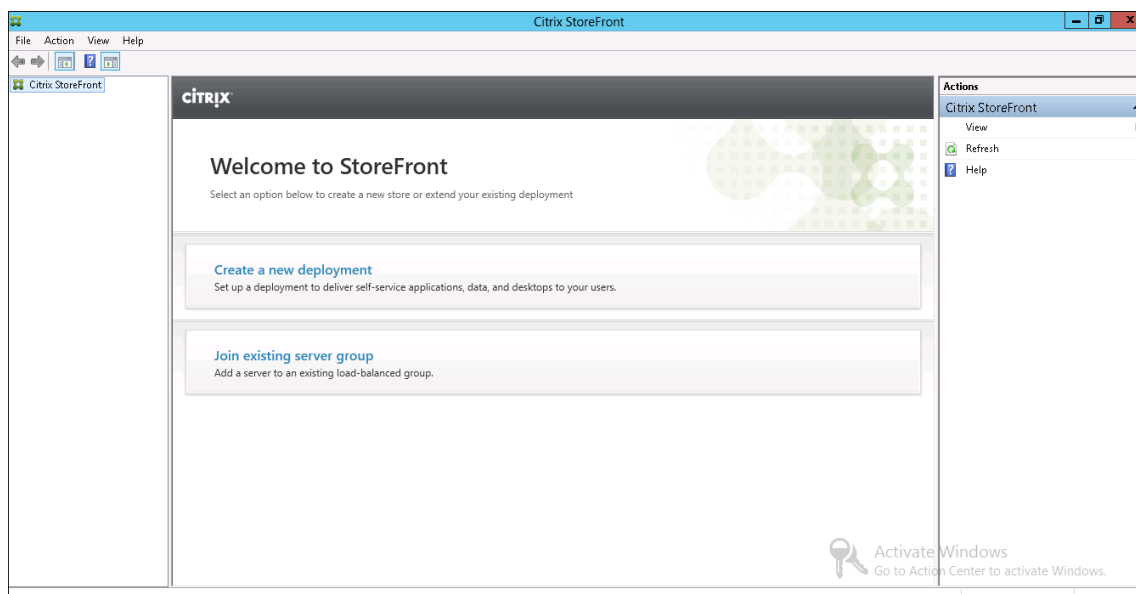 Citrix StoreFront
File Action View Help
Citrix StoreFront
CİTRIX
Welcome to StoreFront
Select an option below to create a new store or extend your existing deployment
Create a new deployment
Set up a deployment to deliver self-service applications, data, and desktops to your users.
Join existing server group
Add a server to an existing load-balanced group.
Actions
Citrix StoreFront
View
Refresh
Help
Activate Windows
Go to Action Center to activate Windows.